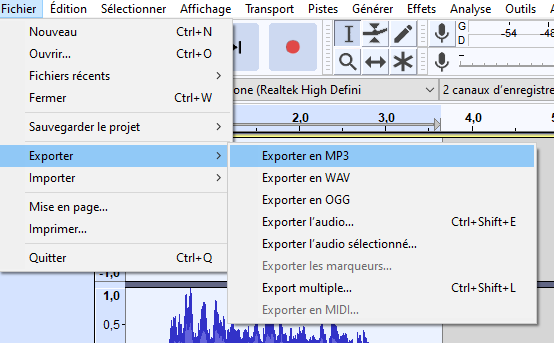 Fichier Édition Sélectionner Affichage Transport Pistes Générer Effets Analyse Outils
Nouveau Ctrl+N
Ouvrir... Ctrl+O
Fichiers récents
Fermer Ctrl+W
Sauvegarder le projet
Exporter
Importer
Mise en page...
Imprimer...
Quitter Ctrl+Q
Exporter en MP3
Exporter en WAV
Exporter en OGG
Exporter l'audio... Ctrl+Shift+E
Exporter l'audio sélectionné...
Exporter les marqueurs...
Export multiple... Ctrl+Shift+L
Exporter en MIDI...
G -54 -48
D
one (Realtek High Defini 2 canaux d'enregistre
2,0 3,0 4,0 5,0
-1,0
1,0
0,5